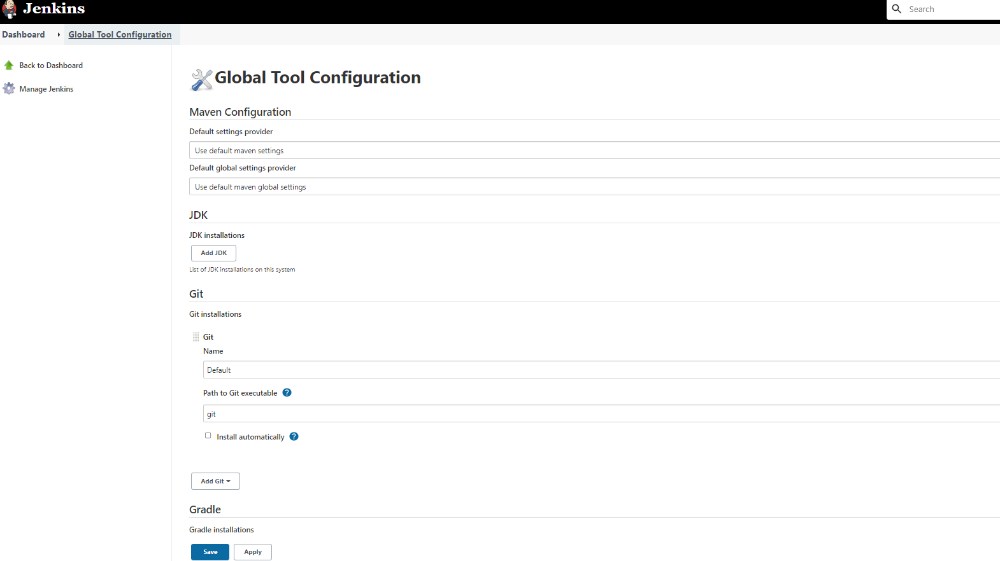 Jenkins
Search
Dashboard
Global Tool Configuration
Back to Dashboard
Manage Jenkins
Global Tool Configuration
Maven Configuration
Default settings provider
Use default maven settings
Default global settings provider
Use default maven global settings
JDK
JDK installations
Add JDK
List of JDK installations on this system
Git
Git installations
Git
Name
Default
Path to Git executable ?
git
Install automatically ?
Add Git
Gradle
Gradle installations
Save Apply